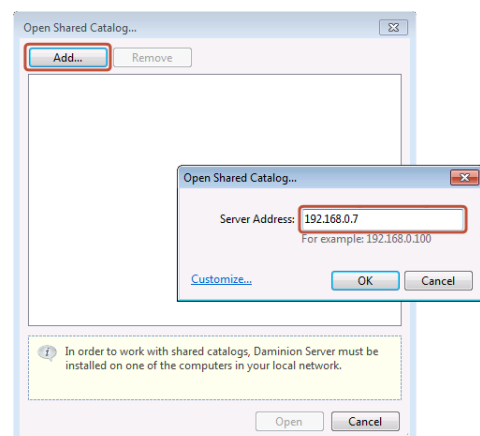 Open Shared Catalog...
Add... Remove
Open Shared Catalog...
Server Address: 192.168.0.7
For example: 192.168.0.100
Customize... OK Cancel
In order to work with shared catalogs, Daminion Server must be
installed on one of the computers in your local network.
Open Cancel